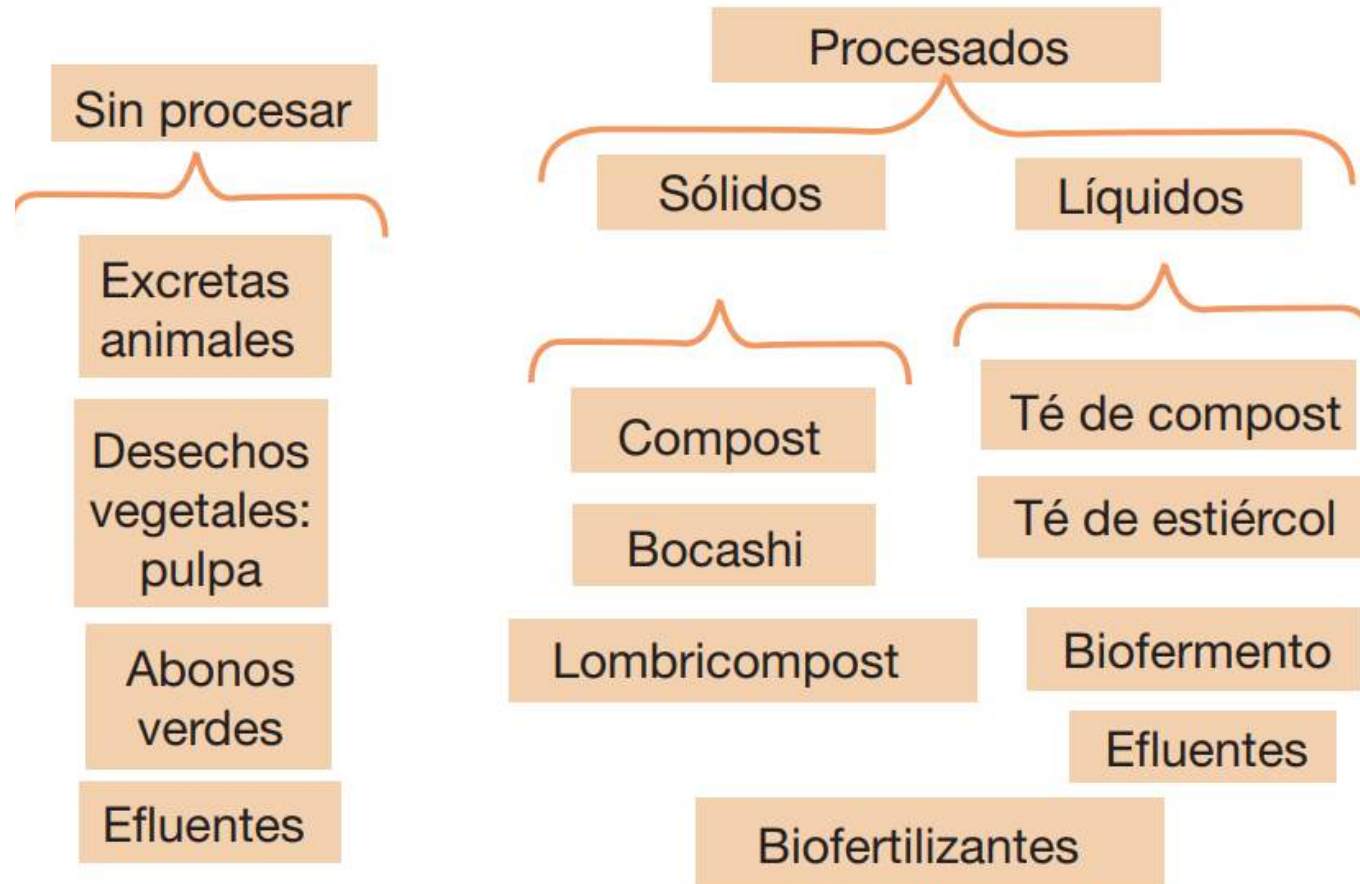 Sin procesar
Excretas
animales
Desechos
vegetales:
pulpa
Abonos
verdes
Efluentes
Procesados
Sólidos
Líquidos
Compost
Bocashi
Lombricompost
Té de compost
Té de estiércol
Biofermento
Efluentes
Biofertilizantes